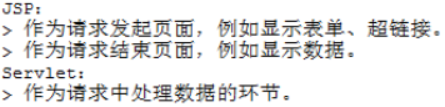 JSP:
> 作为请求发起页面，例如显示表单、超链接。
> 作为请求结束页面，例如显示数据。
Servlet:
> 作为请求中处理数据的环节。